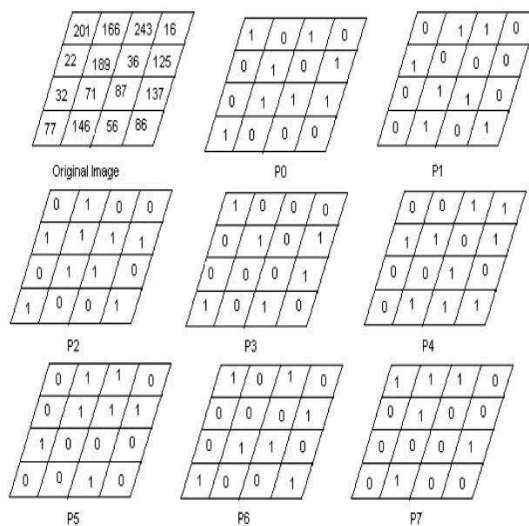 201 166 243 16
22 189 36 125
32 71 87 137
77 146 56 86
Original Image
1 0 1 0
0 1 0 1
0 1 1 1
1 0 0 0
P0
0 1 1 0
1 0 0 0
0 1 1 0
0 1 0 1
P1
0 1 0 0
1 1 1 1
0 1 1 0
1 0 0 1
P2
1 0 0 0
0 1 0 1
0 0 0 1
1 0 1 0
P3
0 0 1 1
1 1 0 1
0 0 1 0
0 1 1 1
P4
0 1 1 0
0 1 1 1
1 0 0 0
0 0 1 0
P5
1 0 1 0
0 0 0 1
0 1 1 0
1 0 0 1
P6
1 1 1 0
0 1 0 0
0 0 0 1
0 1 0 0
P7